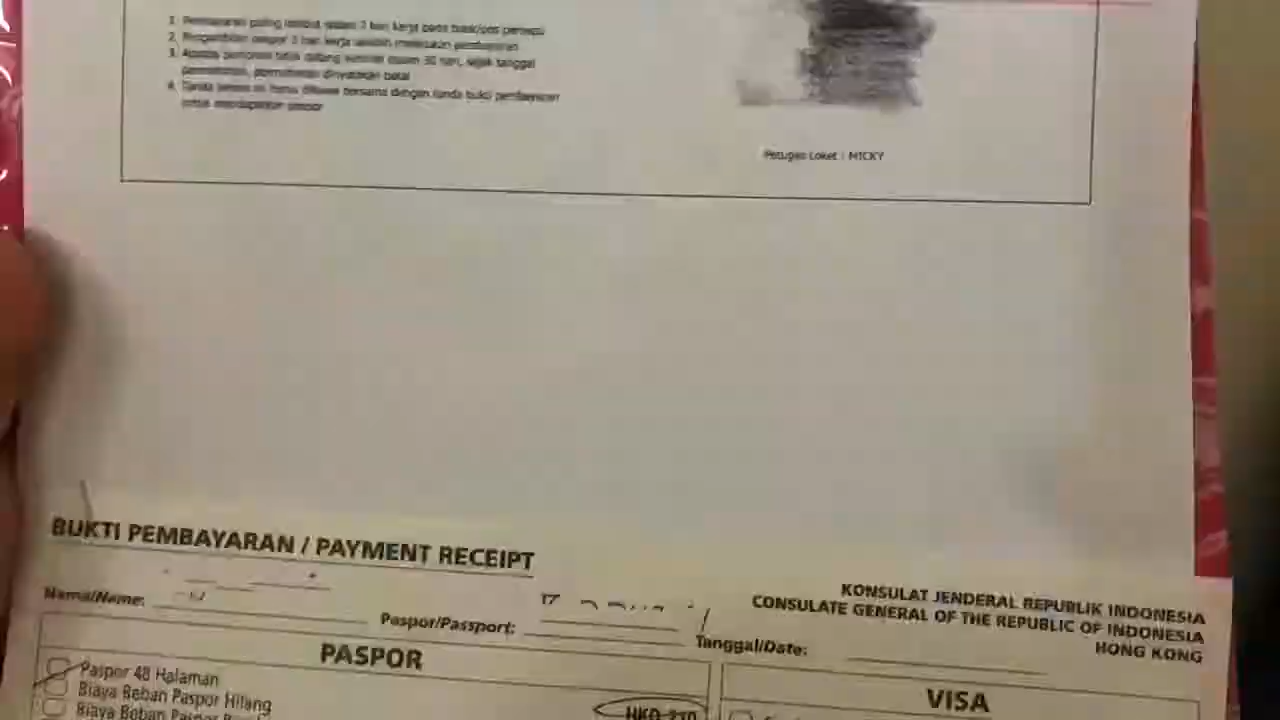 1. Pembayaran paling lambat dalam 7 hari kerja pada bank/pos persepsi
2. Pengambilan paspor 3 hari kerja setelah melakukan pembayaran
3. Apabila pemohon tidak datang kembali dalam 30 hari, sejak tanggal
permohonan, permohonan dinyatakan batal
4. Tanda terima ini harus dibawa bersama dengan tanda bukti pembayaran
untuk mendapatkan paspor
Petugas Loket : MICKY
BUKTI PEMBAYARAN / PAYMENT RECEIPT
KONSULAT JENDERAL REPUBLIK INDONESIA
CONSULATE GENERAL OF THE REPUBLIC OF INDONESIA
HONG KONG
Nama/Name:
Paspor/Passport:
Tanggal/Date:
PASPOR
VISA
Paspor 48 Halaman
Biaya Beban Paspor Hilang
Biaya Beban Paspor
HKD